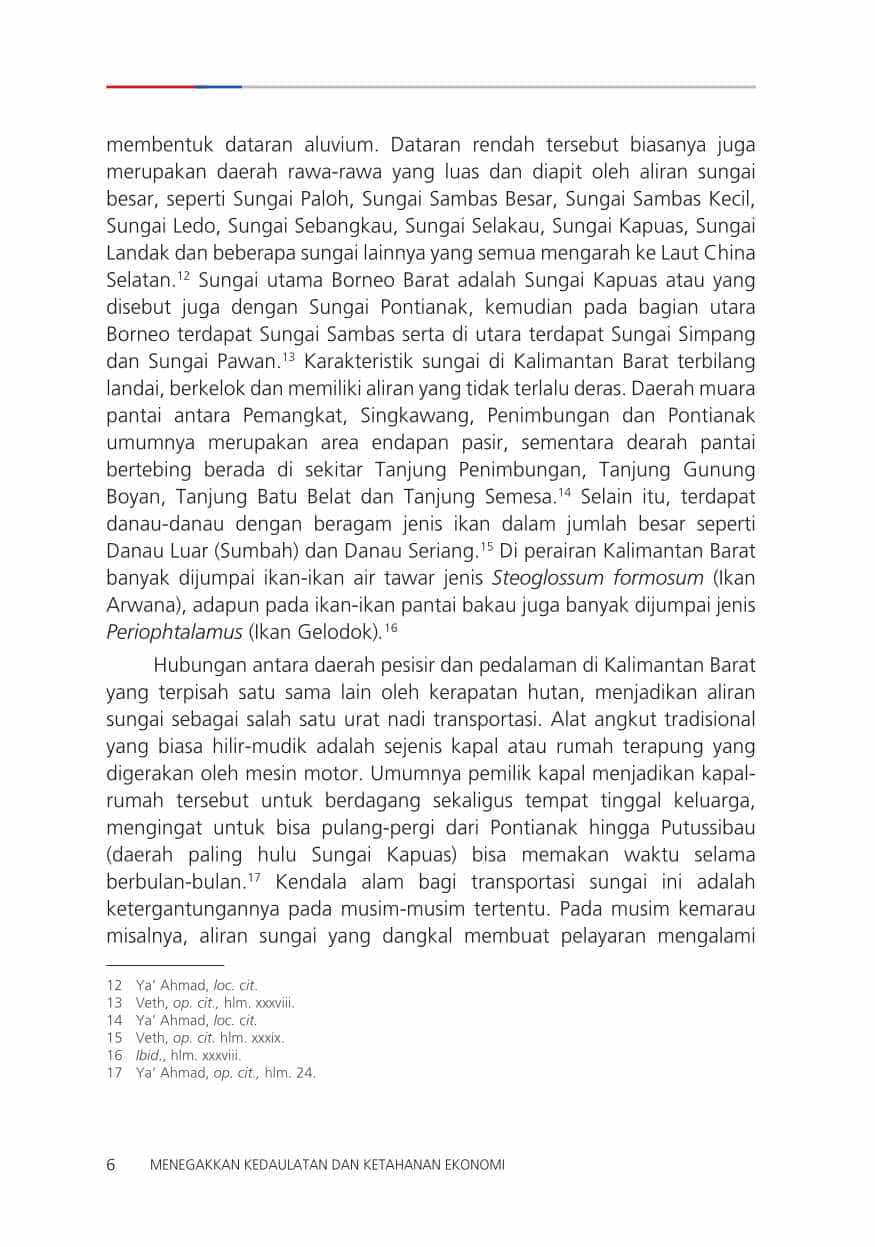 membentuk dataran aluvium. Dataran rendah tersebut biasanya juga
merupakan daerah rawa-rawa yang luas dan diapit oleh aliran sungai
besar, seperti Sungai Paloh, Sungai Sambas Besar, Sungai Sambas Kecil,
Sungai Ledo, Sungai Sebangkau, Sungai Selakau, Sungai Kapuas, Sungai
Landak dan beberapa sungai lainnya yang semua mengarah ke Laut China
Selatan.12 Sungai utama Borneo Barat adalah Sungai Kapuas atau yang
disebut juga dengan Sungai Pontianak, kemudian pada bagian utara
Borneo terdapat Sungai Sambas serta di utara terdapat Sungai Simpang
dan Sungai Pawan.13 Karakteristik sungai di Kalimantan Barat terbilang
landai, berkelok dan memiliki aliran yang tidak terlalu deras. Daerah muara
pantai antara Pemangkat, Singkawang, Penimbungan dan Pontianak
umumnya merupakan area endapan pasir, sementara dearah pantai
bertebing berada di sekitar Tanjung Penimbungan, Tanjung Gunung
Boyan, Tanjung Batu Belat dan Tanjung Semesa.14 Selain itu, terdapat
danau-danau dengan beragam jenis ikan dalam jumlah besar seperti
Danau Luar (Sumbah) dan Danau Seriang.15 Di perairan Kalimantan Barat
banyak dijumpai ikan-ikan air tawar jenis Steoglossum formosum (Ikan
Arwana), adapun pada ikan-ikan pantai bakau juga banyak dijumpai jenis
Periophtalamus (Ikan Gelodok).16
Hubungan antara daerah pesisir dan pedalaman di Kalimantan Barat
yang terpisah satu sama lain oleh kerapatan hutan, menjadikan aliran
sungai sebagai salah satu urat nadi transportasi. Alat angkut tradisional
yang biasa hilir-mudik adalah sejenis kapal atau rumah terapung yang
digerakan oleh mesin motor. Umumnya pemilik kapal menjadikan kapal-
rumah tersebut untuk berdagang sekaligus tempat tinggal keluarga,
mengingat untuk bisa pulang-pergi dari Pontianak hingga Putussibau
(daerah paling hulu Sungai Kapuas) bisa memakan waktu selama
berbulan-bulan.17 Kendala alam bagi transportasi sungai ini adalah
ketergantungannya pada musim-musim tertentu. Pada musim kemarau
misalnya, aliran sungai yang dangkal membuat pelayaran mengalami
12 Ya' Ahmad, loc. cit.
13 Veth, op. cit., hlm. xxxviii.
14 Ya' Ahmad, loc. cit.
15 Veth, op. cit. hlm. xxxix.
16 Ibid., hlm. xxxviii.
17 Ya' Ahmad, op. cit., hlm. 24.
6 MENEGAKKAN KEDAULATAN DAN KETAHANAN EKONOMI